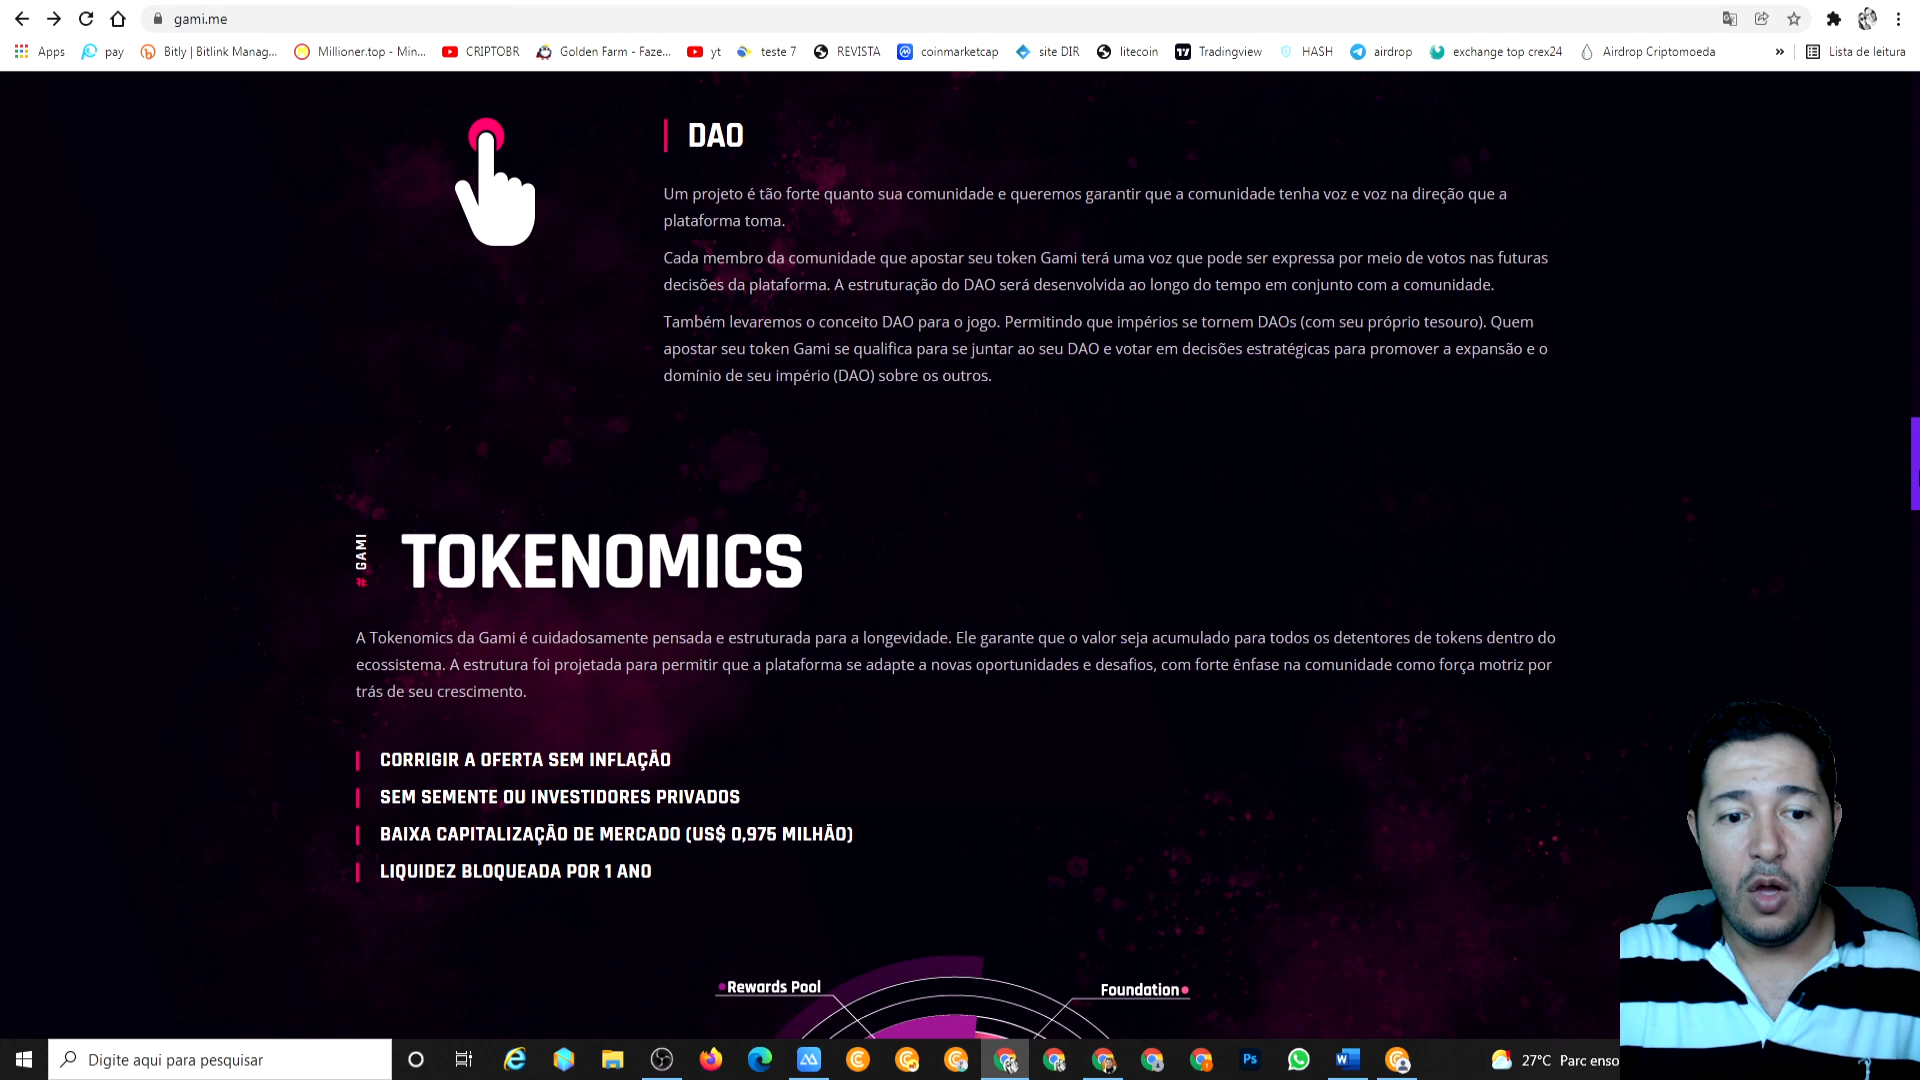 gami.me
Apps
pay
Bitly | Bitlink Manag...
Millioner.top - Min...
CRIPTOBR
Golden Farm - Faze...
yt
teste 7
REVISTA
coinmarketcap
site DIR
litecoin
Tradingview
HASH
airdrop
exchange top crex24
Airdrop Criptomoeda
»
Lista de leitura
DAO
Um projeto é tão forte quanto sua comunidade e queremos garantir que a comunidade tenha voz e voz na direção que a
plataforma toma.
Cada membro da comunidade que apostar seu token Gami terá uma voz que pode ser expressa por meio de votos nas futuras
decisões da plataforma. A estruturação do DAO será desenvolvida ao longo do tempo em conjunto com a comunidade.
Também levaremos o conceito DAO para o jogo. Permitindo que impérios se tornem DAOs (com seu próprio tesouro). Quem
apostar seu token Gami se qualifica para se juntar ao seu DAO e votar em decisões estratégicas para promover a expansão e o
domínio de seu império (DAO) sobre os outros.
# GAMI
TOKENOMICS
A Tokenomics da Gami é cuidadosamente pensada e estruturada para a longevidade. Ele garante que o valor seja acumulado para todos os detentores de tokens dentro do
ecossistema. A estrutura foi projetada para permitir que a plataforma se adapte a novas oportunidades e desafios, com forte ênfase na comunidade como força motriz por
trás de seu crescimento.
CORRIGIR A OFERTA SEM INFLAÇÃO
SEM SEMENTE OU INVESTIDORES PRIVADOS
BAIXA CAPITALIZAÇÃO DE MERCADO (US$ 0,975 MILHÃO)
LIQUIDEZ BLOQUEADA POR 1 ANO
Rewards Pool
Foundation
Digite aqui para pesquisar
Ps
W
27°C Parc enso